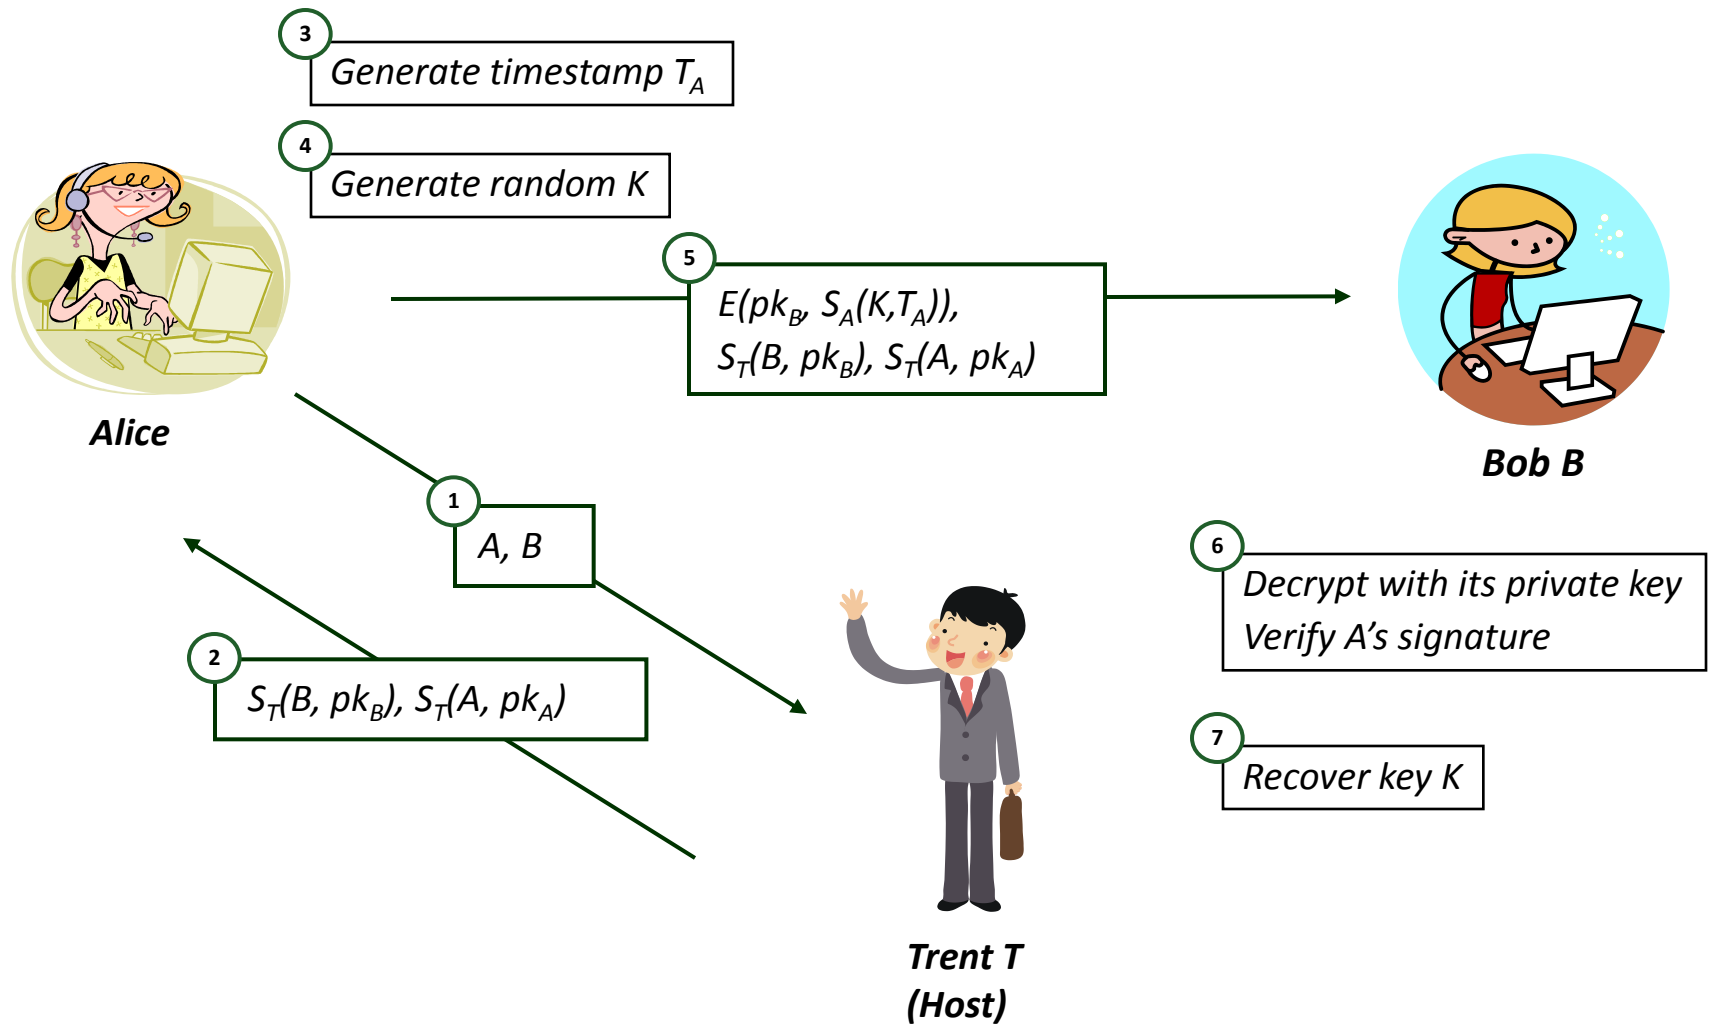 3
Generate timestamp T_A
4
Generate random K
5
E(pk_B, S_A(K,T_A)),
S_T(B, pk_B), S_T(A, pk_A)
Alice
Bob B
1
A, B
2
S_T(B, pk_B), S_T(A, pk_A)
6
Decrypt with its private key
Verify A’s signature
7
Recover key K
Trent T
(Host)